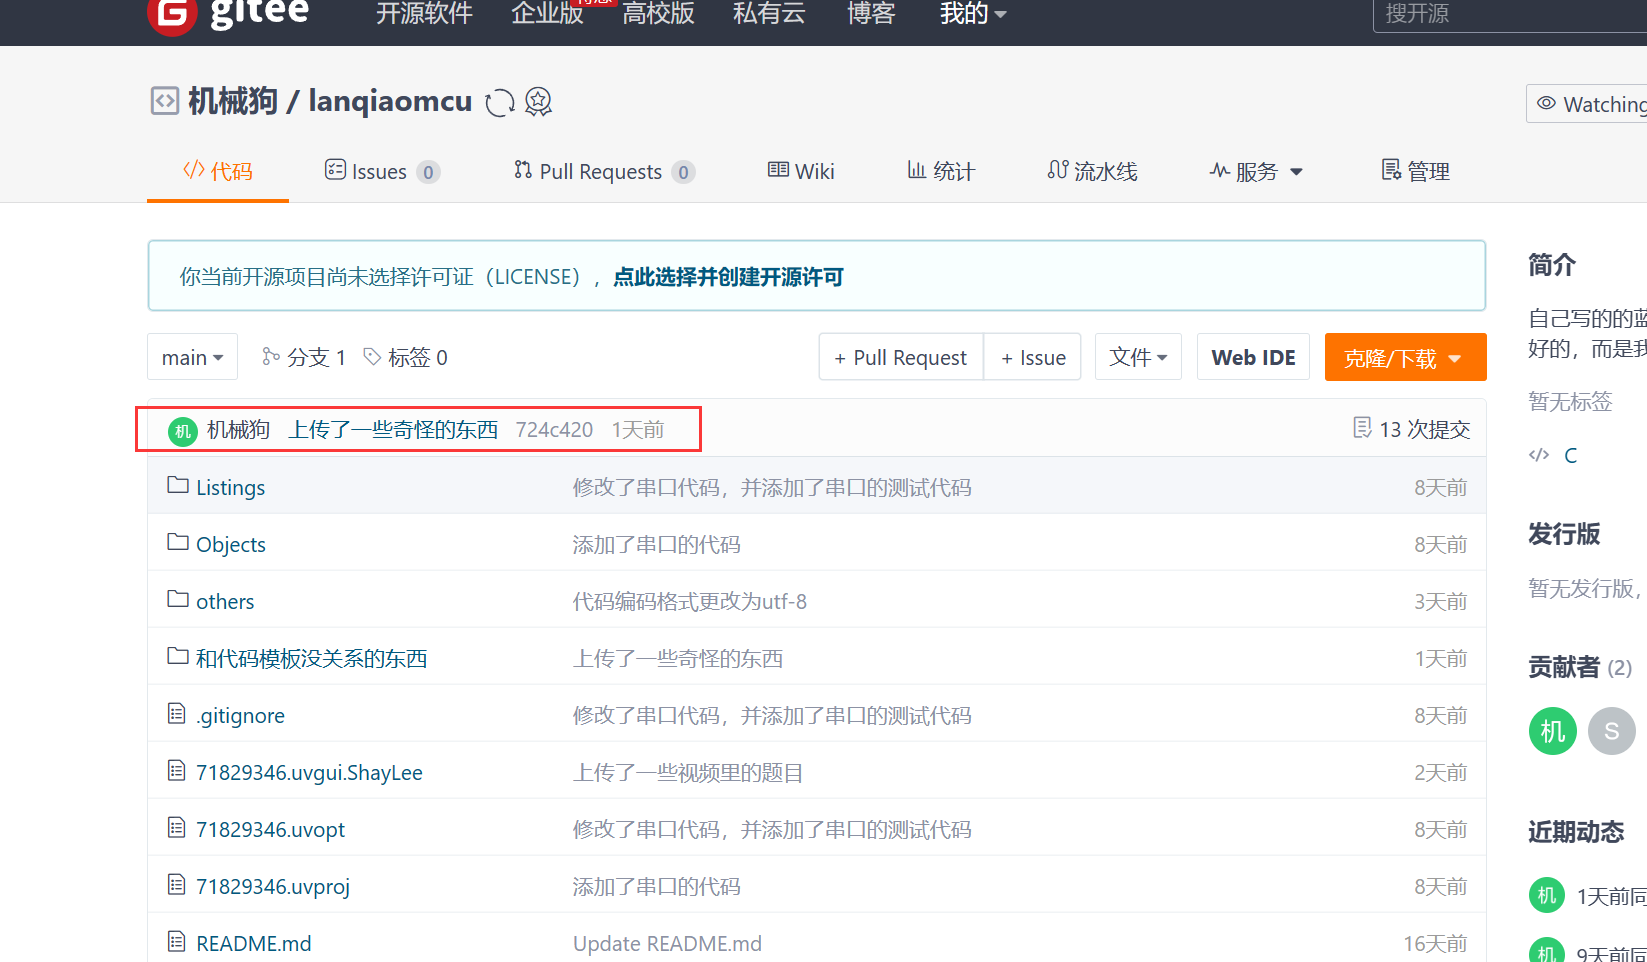 gitee 开源软件 企业版 特惠 高校版 私有云 博客 我的 搜开源
机械狗 / lanqiaomcu
Watching
代码 Issues 0 Pull Requests 0 Wiki 统计 流水线 服务 管理
你当前开源项目尚未选择许可证（LICENSE），点此选择并创建开源许可
main 分支 1 标签 0 + Pull Request + Issue 文件 Web IDE 克隆/下载
机 机械狗 上传了一些奇怪的东西 724c420 1天前 13 次提交
Listings 修改了串口代码，并添加了串口的测试代码 8天前
Objects 添加了串口的代码 8天前
others 代码编码格式更改为utf-8 3天前
和代码模板没关系的东西 上传了一些奇怪的东西 1天前
.gitignore 修改了串口代码，并添加了串口的测试代码 8天前
71829346.uvgui.ShayLee 上传了一些视频里的题目 2天前
71829346.uvopt 修改了串口代码，并添加了串口的测试代码 8天前
71829346.uvproj 添加了串口的代码 8天前
README.md Update README.md 16天前
简介
自己写的的蓝
好的，而是我
暂无标签
C
发行版
暂无发行版，
贡献者 (2)
机 S
近期动态
机 1天前同
机 9天前同